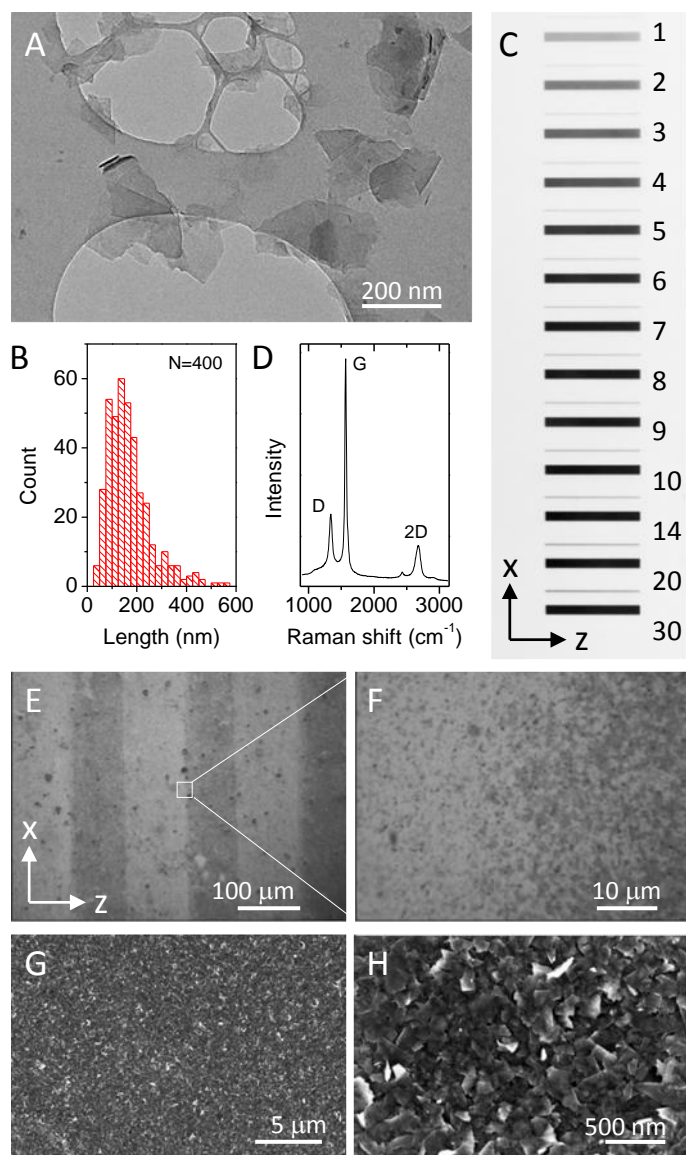 A
200 nm
B
N=400
60
40
20
0
Count
0 200 400 600
Length (nm)
D
G
D
2D
Intensity
1000 2000 3000
Raman shift (cm⁻¹)
C
1
2
3
4
5
6
7
8
9
10
14
20
30
X
Z
E
X
Z
100 μm
F
10 μm
G
5 μm
H
500 nm